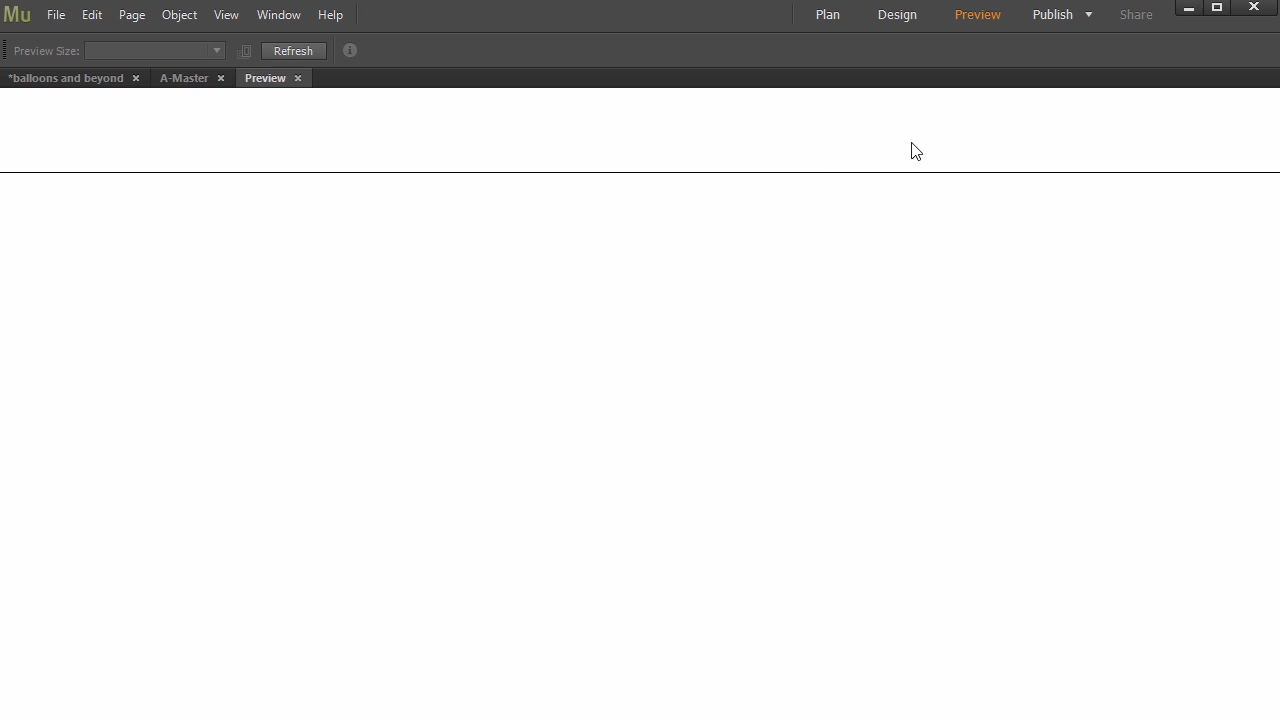 Mu File Edit Page Object View Window Help Plan Design Preview Publish Share
Preview Size: Refresh
*balloons and beyond A-Master Preview